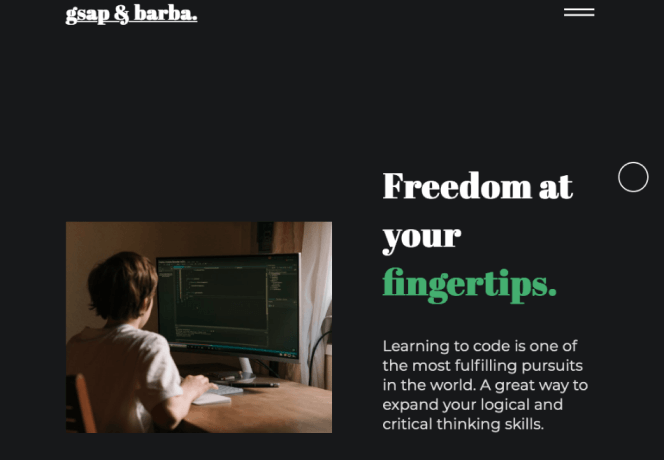 gsap & barba.
Freedom at
your
fingertips.
Learning to code is one of
the most fulfilling pursuits
in the world. A great way to
expand your logical and
critical thinking skills.